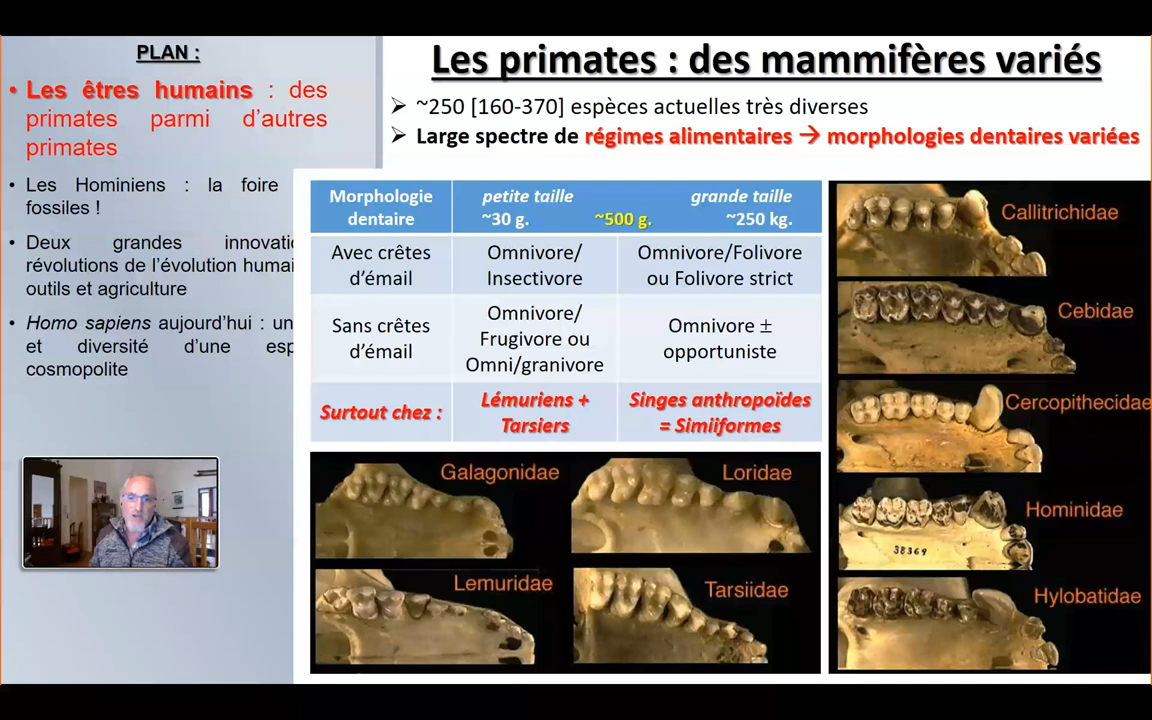 PLAN :
• Les êtres humains : des
primates parmi d’autres
primates
• Les Hominiens : la foire
fossiles !
• Deux grandes innovati
révolutions de l’évolution humai
outils et agriculture
• Homo sapiens aujourd’hui : un
et diversité d’une esp
cosmopolite
Les primates : des mammifères variés
➢ ~250 [160-370] espèces actuelles très diverses
➢ Large spectre de régimes alimentaires → morphologies dentaires variées
Morphologie
dentaire
petite taille
~30 g.
~500 g.
grande taille
~250 kg.
Avec crêtes
d’émail
Omnivore/
Insectivore
Omnivore/Folivore
ou Folivore strict
Sans crêtes
d’émail
Omnivore/
Frugivore ou
Omni/granivore
Omnivore ±
opportuniste
Surtout chez :
Lémuriens +
Tarsiers
Singes anthropoïdes
= Simiiformes
Galagonidae
Loridae
Lemuridae
Tarsiidae
Callitrichidae
Cebidae
Cercopithecidae
Hominidae
38369
Hylobatidae